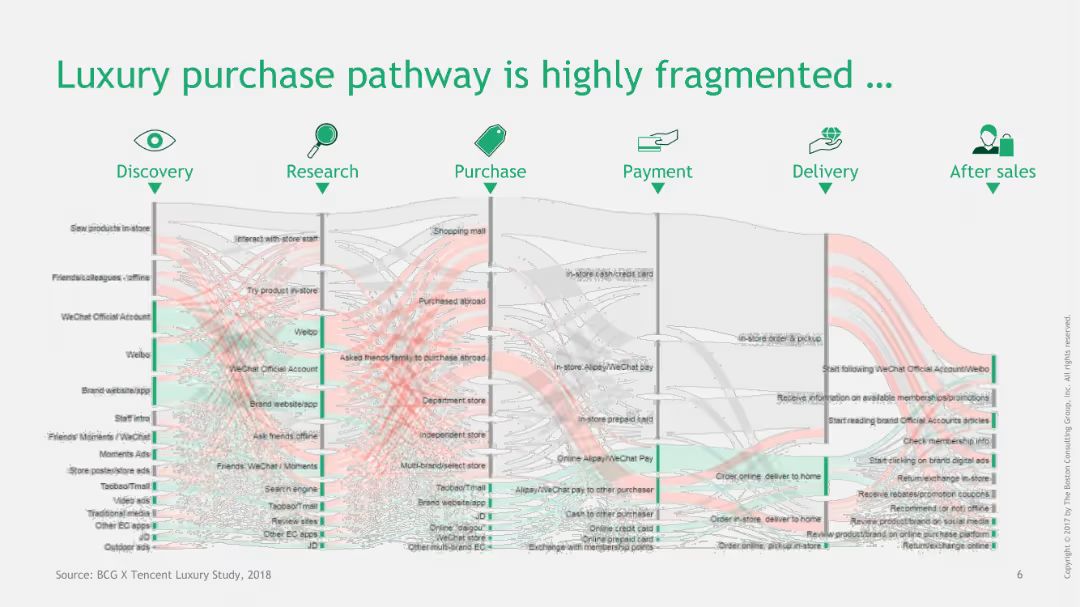 Luxury purchase pathway is highly fragmented ...
Discovery
Research
Purchase
Payment
Delivery
After sales
Saw products in-store
Friends/colleagues - offline
WeChat Official Account
Weibo
Brand website/app
Staff intro
Friends' Moments / WeChat
Moments Ads
Store poster/store ads
Taobao/Tmall
Video ads
Traditional media
Other EC apps
JD
Outdoor ads
Interact with store staff
Try product in-store
Weibo
WeChat Official Account
Brand website/app
Ask friends offline
Friends: WeChat / Moments
Search engine
Taobao/Tmall
Review sites
Other EC apps
JD
Shopping mall
Purchased abroad
Asked friends/family to purchase abroad
Department store
Independent store
Multi-brand/select store
Taobao/Tmall
Brand website/app
JD
Online "daigou"
WeChat store
Other multi-brand EC
In-store cash/credit card
In-store Alipay/WeChat pay
In-store prepaid card
Online Alipay/WeChat Pay
Alipay/WeChat pay to other purchaser
Cash to other purchaser
Online credit card
Online prepaid card
Exchange with membership points
In-store order & pickup
Order online, deliver to home
Order in-store, deliver to home
Order online, pickup in-store
Start following WeChat Official Account/Weibo
Receive information on available memberships/promotions
Start reading brand Official Accounts articles
Check membership info
Start clicking on brand digital ads
Return/exchange in-store
Receive rebates/promotion coupons
Recommend (or not) offline
Review product/brand on social media
Review product/brand on online purchase platform
Return/exchange online
Source: BCG X Tencent Luxury Study, 2018
6
Copyright © 2017 by The Boston Consulting Group, Inc. All rights reserved.